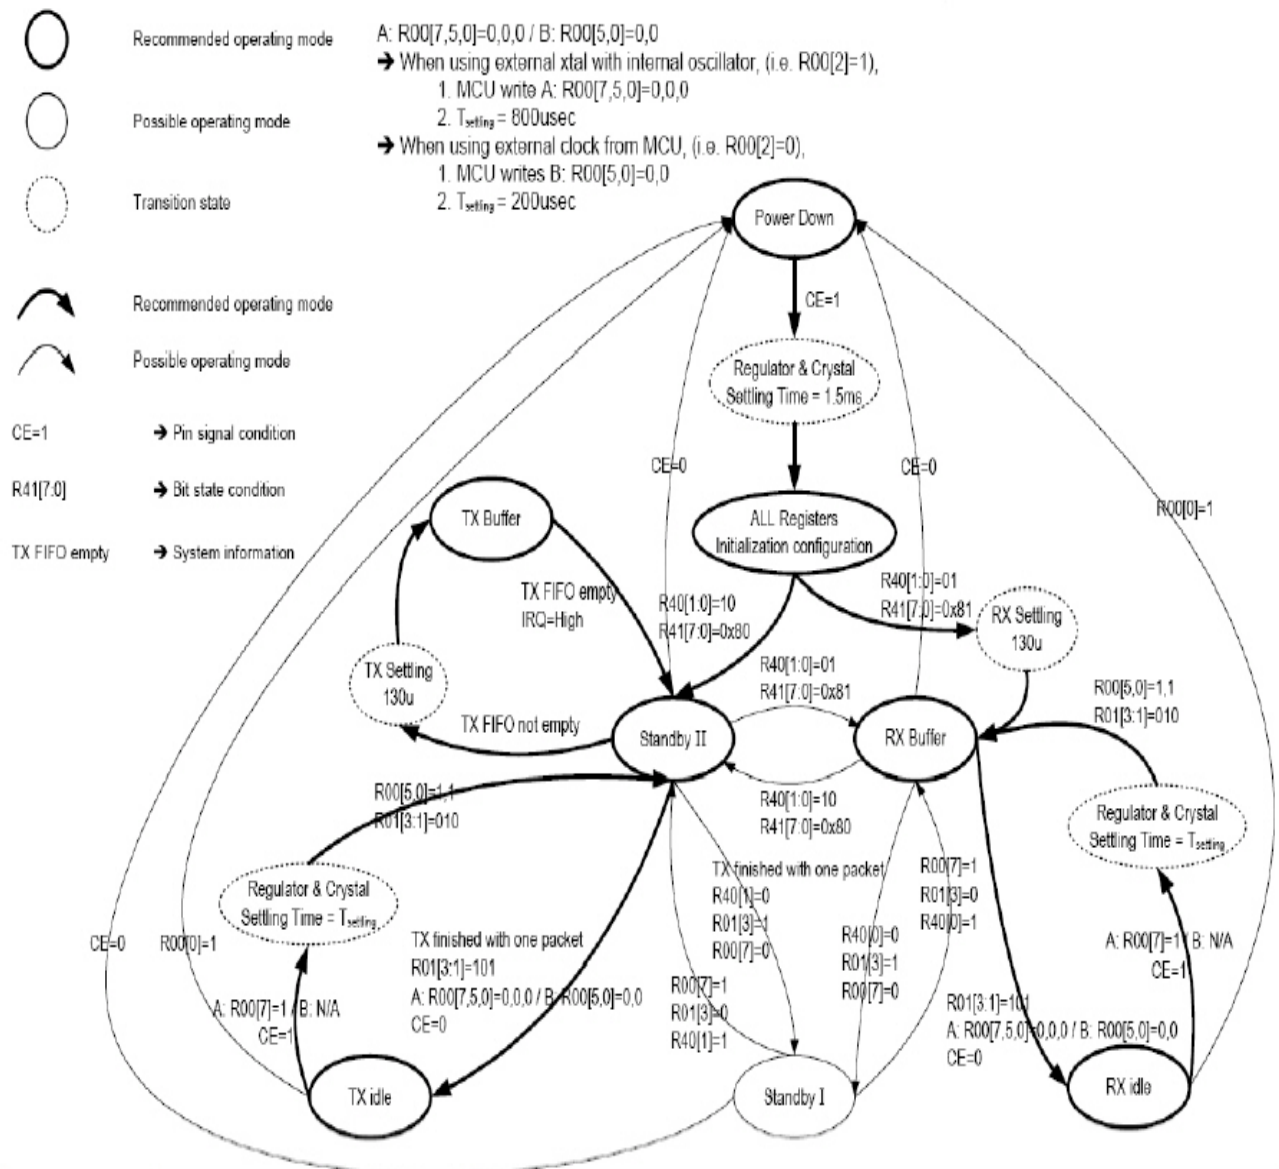 Recommended operating mode
Possible operating mode
Transition state
Recommended operating mode
Possible operating mode
CE=1 ➔ Pin signal condition
R41[7:0] ➔ Bit state condition
TX FIFO empty ➔ System information
A: R00[7,5,0]=0,0,0 / B: R00[5,0]=0,0
➔ When using external xtal with internal oscillator, (i.e. R00[2]=1),
1. MCU write A: R00[7,5,0]=0,0,0
2. Tsettling = 800usec
➔ When using external clock from MCU, (i.e. R00[2]=0),
1. MCU writes B: R00[5,0]=0,0
2. Tsettling = 200usec
Power Down
CE=1
Regulator & Crystal
Settling Time = 1.5ms
CE=0
CE=0
R00[0]=1
TX Buffer
ALL Registers
Initialization configuration
TX FIFO empty
IRQ=High
R40[1:0]=10
R41[7:0]=0x80
R40[1:0]=01
R41[7:0]=0x81
RX Settling
130u
TX Settling
130u
R40[1:0]=01
R41[7:0]=0x81
R00[5,0]=1,1
R01[3:1]=010
TX FIFO not empty
Standby II
RX Buffer
R00[5,0]=1,1
R01[3:1]=010
R40[1:0]=10
R41[7:0]=0x80
Regulator & Crystal
Settling Time = Tsettling
Regulator & Crystal
Settling Time = Tsettling
TX finished with one packet
R40[1]=0
R01[3]=1
R00[7]=0
R00[7]=1
R01[3]=0
R40[0]=1
CE=0
R00[0]=1
TX finished with one packet
R01[3:1]=101
A: R00[7,5,0]=0,0,0 / B: R00[5,0]=0,0
CE=0
R40[0]=0
R01[3]=1
R00[7]=0
A: R00[7]=1 / B: N/A
CE=1
R00[7]=1
R01[3]=0
R40[1]=1
A: R00[7]=1 / B: N/A
CE=1
R01[3:1]=101
A: R00[7,5,0]=0,0,0 / B: R00[5,0]=0,0
CE=0
TX idle
Standby I
RX idle